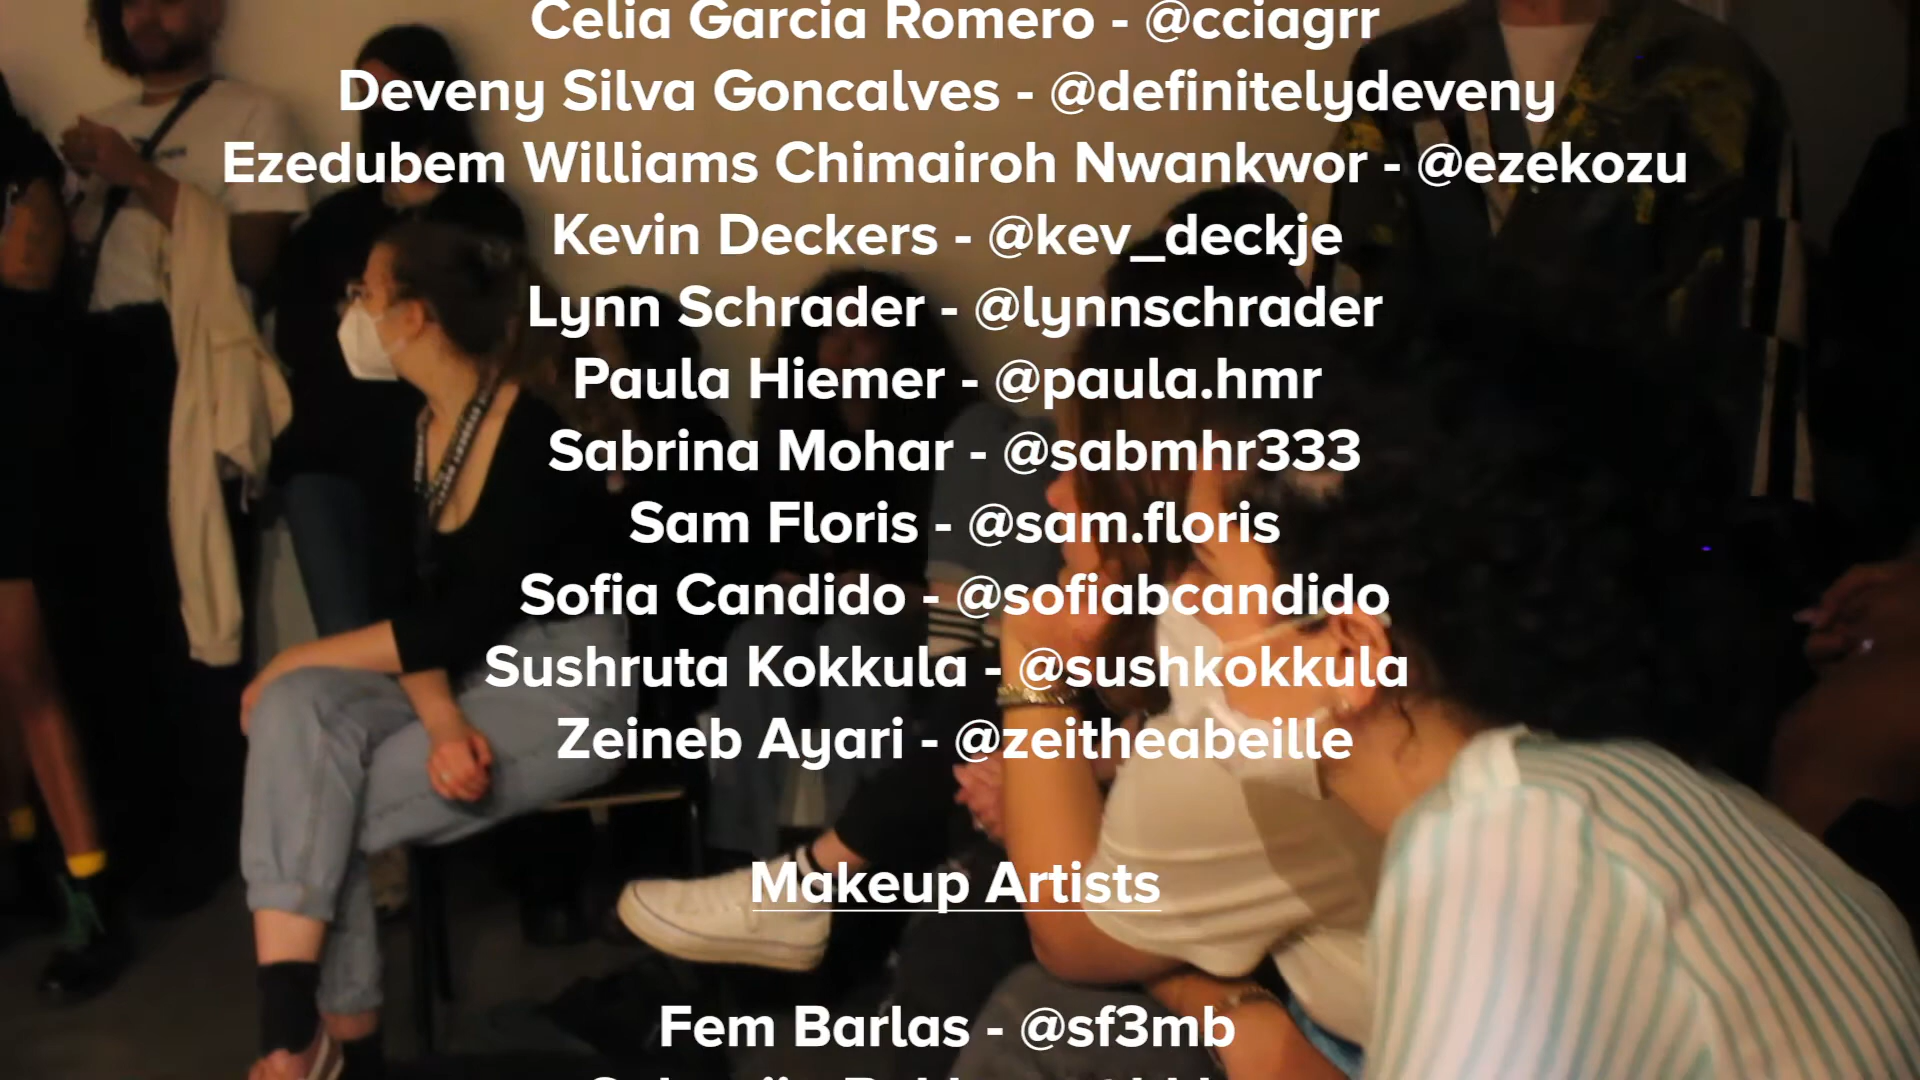 Celia Garcia Romero - @cciagrr
Deveny Silva Goncalves - @definitelydeveny
Ezedubem Williams Chimairoh Nwankwor - @ezekozu
Kevin Deckers - @kev_deckje
Lynn Schrader - @lynnschrader
Paula Hiemer - @paula.hmr
Sabrina Mohar - @sabmhr333
Sam Floris - @sam.floris
Sofia Candido - @sofiabcandido
Sushruta Kokkula - @sushkokkula
Zeineb Ayari - @zeitheabeille
Makeup Artists
Fem Barlas - @sf3mb